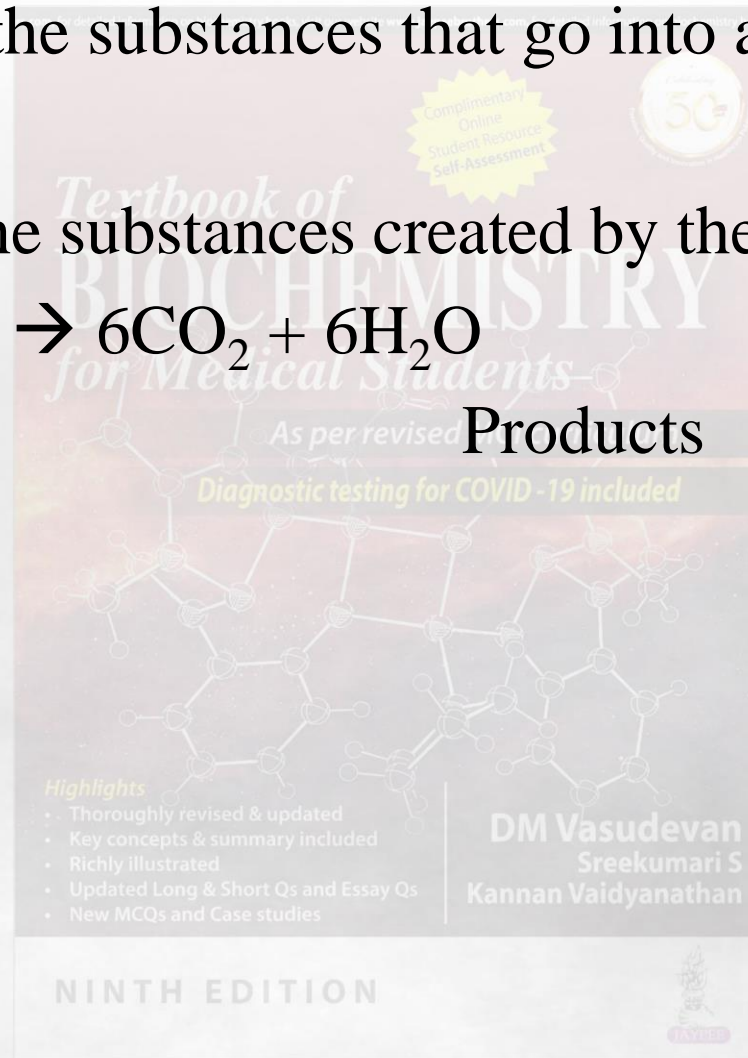 the substances that go into a
Complimentary
Online
Student Resource
Self-Assessment
50
Textbook of
he substances created by the
BIOCHEMISTRY
→ 6CO₂ + 6H₂O
for Medical Students
As per revised
Products
Diagnostic testing for COVID -19 included
Highlights
• Thoroughly revised & updated
• Key concepts & summary included
• Richly illustrated
• Updated Long & Short Qs and Essay Qs
• New MCQs and Case studies
DM Vasudevan
Sreekumari S
Kannan Vaidyanathan
NINTH EDITION
JAYPEE